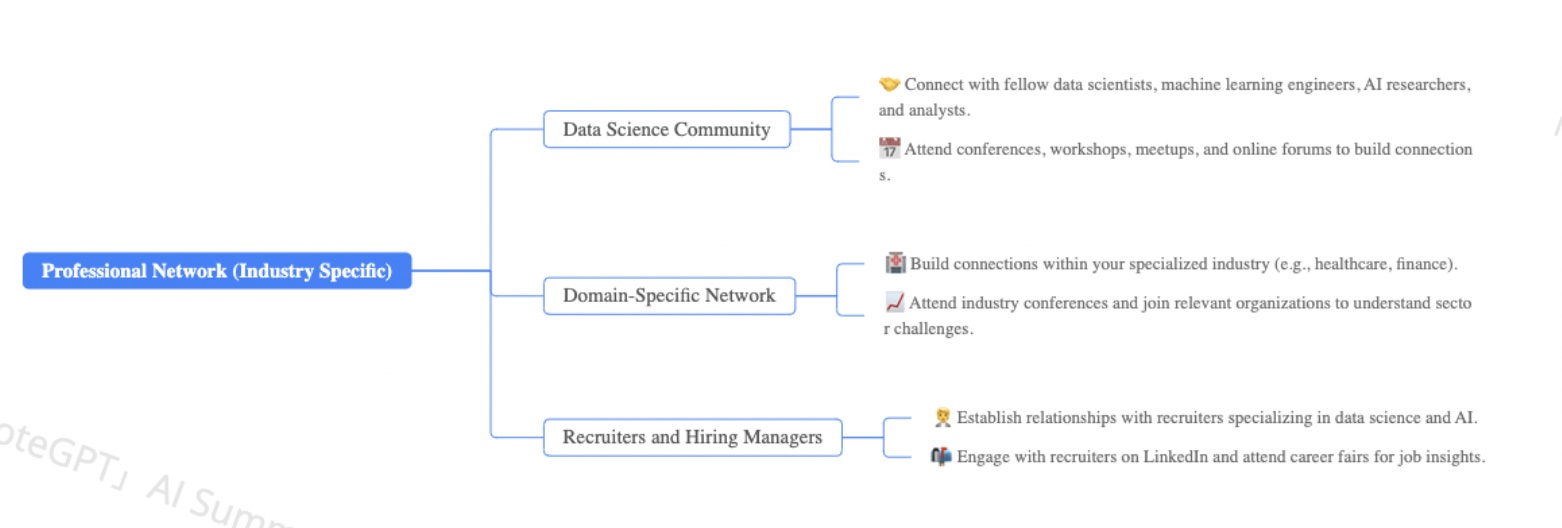 🤝 Connect with fellow data scientists, machine learning engineers, AI researchers,
and analysts.
Data Science Community
📅 Attend conferences, workshops, meetups, and online forums to build connection
s.
Professional Network (Industry Specific)
🏥 Build connections within your specialized industry (e.g., healthcare, finance).
Domain-Specific Network
📈 Attend industry conferences and join relevant organizations to understand secto
r challenges.
Recruiters and Hiring Managers
Establish relationships with recruiters specializing in data science and AI.
📬 Engage with recruiters on LinkedIn and attend career fairs for job insights.
oteGPT」 AI Summ